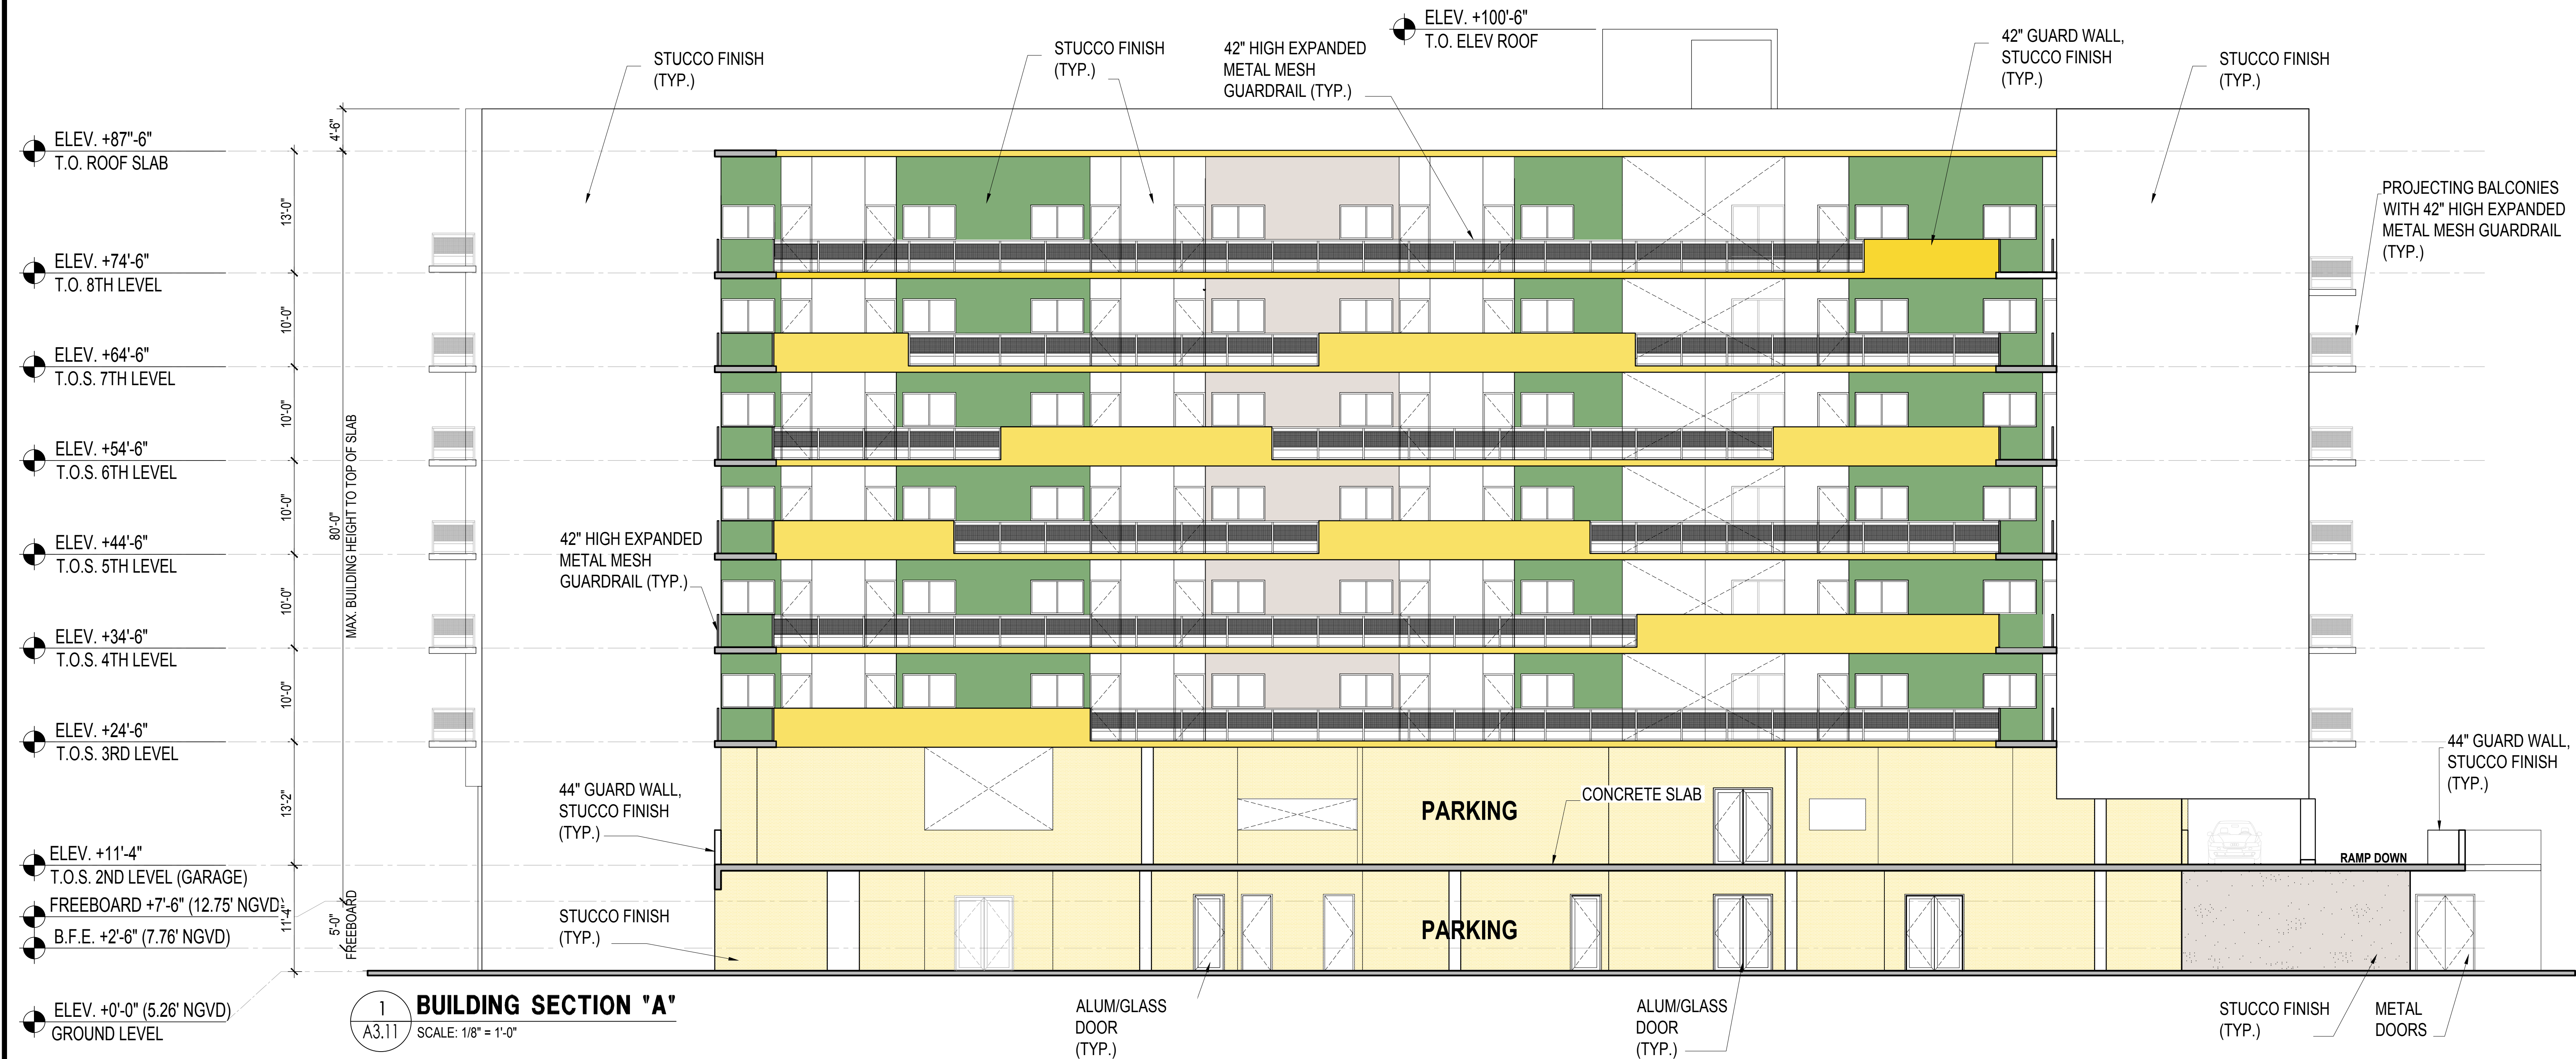 ELEV. +100'-6"
T.O. ELEV ROOF
STUCCO FINISH
(TYP.)
STUCCO FINISH
(TYP.)
42" HIGH EXPANDED
METAL MESH
GUARDRAIL (TYP.)
42" GUARD WALL,
STUCCO FINISH
(TYP.)
STUCCO FINISH
(TYP.)
PROJECTING BALCONIES
WITH 42" HIGH EXPANDED
METAL MESH GUARDRAIL
(TYP.)
ELEV. +87"-6"
T.O. ROOF SLAB
ELEV. +74'-6"
T.O. 8TH LEVEL
ELEV. +64'-6"
T.O.S. 7TH LEVEL
ELEV. +54'-6"
T.O.S. 6TH LEVEL
ELEV. +44'-6"
T.O.S. 5TH LEVEL
ELEV. +34'-6"
T.O.S. 4TH LEVEL
ELEV. +24'-6"
T.O.S. 3RD LEVEL
ELEV. +11'-4"
T.O.S. 2ND LEVEL (GARAGE)
FREEBOARD +7'-6" (12.75' NGVD)
B.F.E. +2'-6" (7.76' NGVD)
ELEV. +0'-0" (5.26' NGVD)
GROUND LEVEL
4'-6"
13'-0"
10'-0"
10'-0"
10'-0"
10'-0"
10'-0"
13'-2"
11'-4"
80'-0"
MAX. BUILDING HEIGHT TO TOP OF SLAB
5'-0"
FREEBOARD
42" HIGH EXPANDED
METAL MESH
GUARDRAIL (TYP.)
44" GUARD WALL,
STUCCO FINISH
(TYP.)
STUCCO FINISH
(TYP.)
PARKING
CONCRETE SLAB
PARKING
44" GUARD WALL,
STUCCO FINISH
(TYP.)
RAMP DOWN
ALUM/GLASS
DOOR
(TYP.)
ALUM/GLASS
DOOR
(TYP.)
STUCCO FINISH
(TYP.)
METAL
DOORS
1
A3.11
BUILDING SECTION "A"
SCALE: 1/8" = 1'-0"